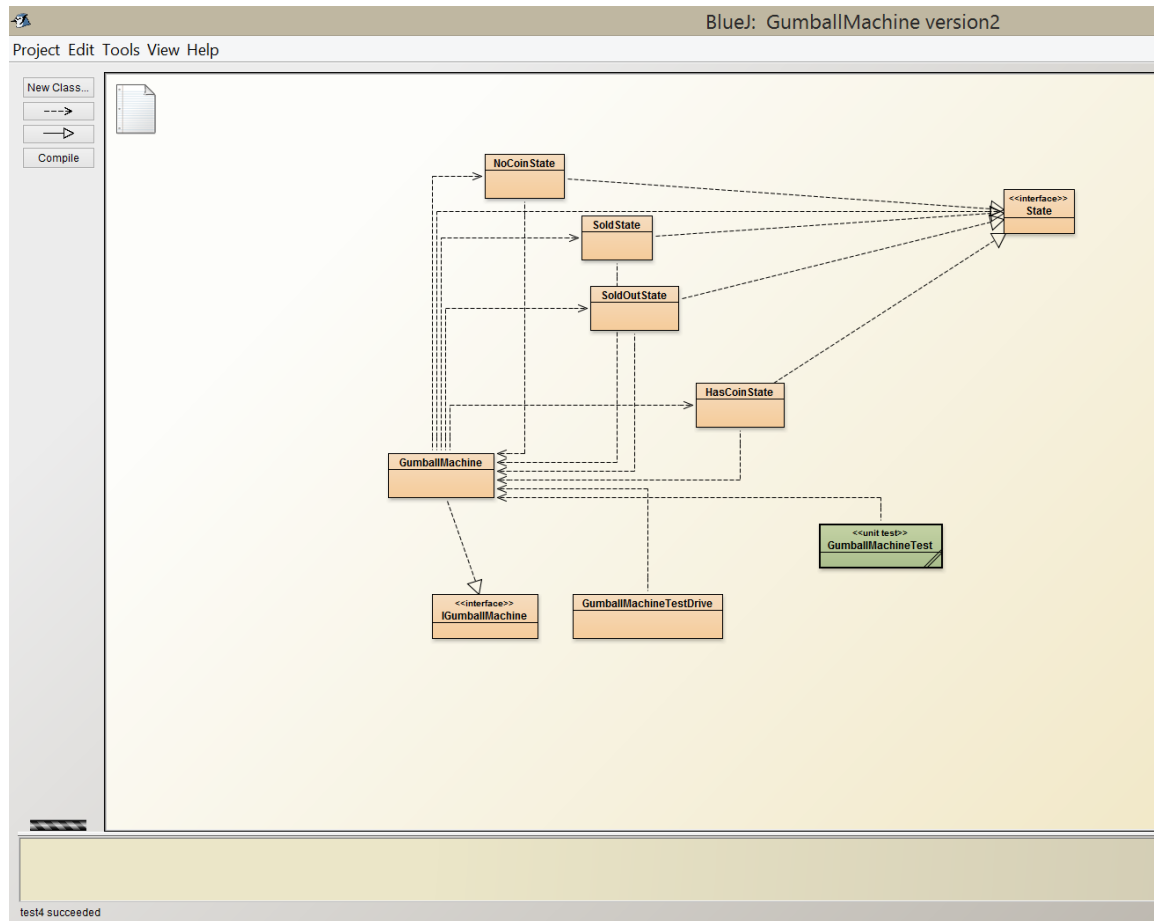 BlueJ: GumballMachine version2
Project Edit Tools View Help
New Class...
Compile
NoCoinState
<<interface>>
State
SoldState
SoldOutState
HasCoinState
GumballMachine
<<unit test>>
GumballMachineTest
<<interface>>
IGumballMachine
GumballMachineTestDrive
test4 succeeded